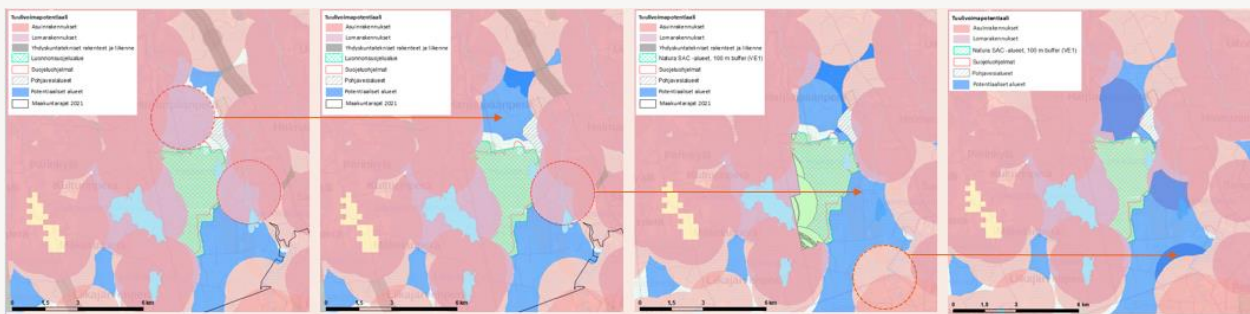 Tuulivoimapotentiaali
Asuinrakennukset
Lomarakennukset
Yhdyskuntatekniset rakenteet ja liikenne
Luonnonsuojelualue
Suojeluohjelmat
Pohjavesialueet
Potentiaaliset alueet
Maakuntarajat 2021
0 1,5 3 6 km
Tuulivoimapotentiaali
Asuinrakennukset
Lomarakennukset
Yhdyskuntatekniset rakenteet ja liikenne
Luonnonsuojelualue
Suojeluohjelmat
Pohjavesialueet
Potentiaaliset alueet
Maakuntarajat 2021
0 1,5 3 6 km
Tuulivoimapotentiaali
Asuinrakennukset
Lomarakennukset
Yhdyskuntatekniset rakenteet ja liikenne
Natura SAC -alueet, 100 m buffer (VE1)
Suojeluohjelmat
Pohjavesialueet
Potentiaaliset alueet
Maakuntarajat 2021
0 1,5 3 6 km
Tuulivoimapotentiaali
Asuinrakennukset
Lomarakennukset
Natura SAC -alueet, 100 m buffer (VE1)
Suojeluohjelmat
Pohjavesialueet
Potentiaaliset alueet
0 1,5 3 6 km